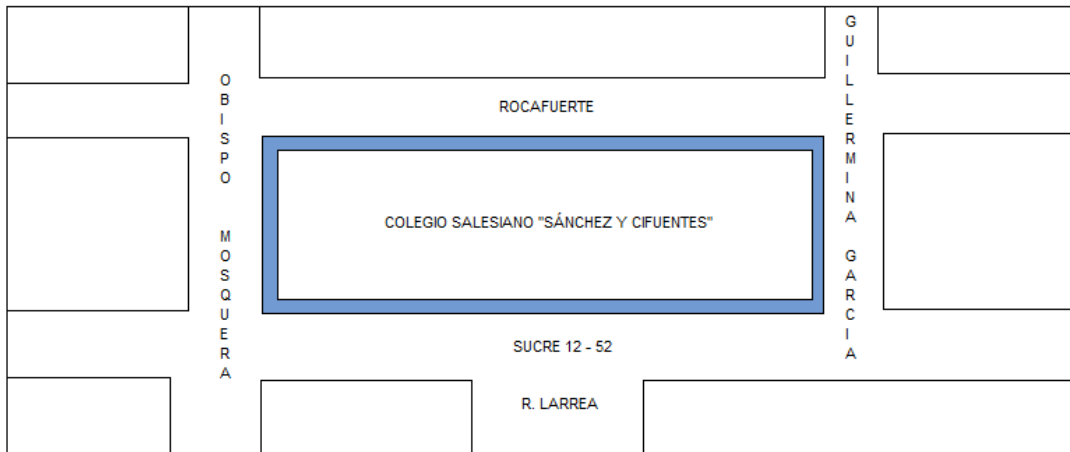 OBISPO MOSQUERA
GUILLERMINA GARCIA
ROCAFUERTE
COLEGIO SALESIANO "SÁNCHEZ Y CIFUENTES"
SUCRE 12 - 52
R. LARREA